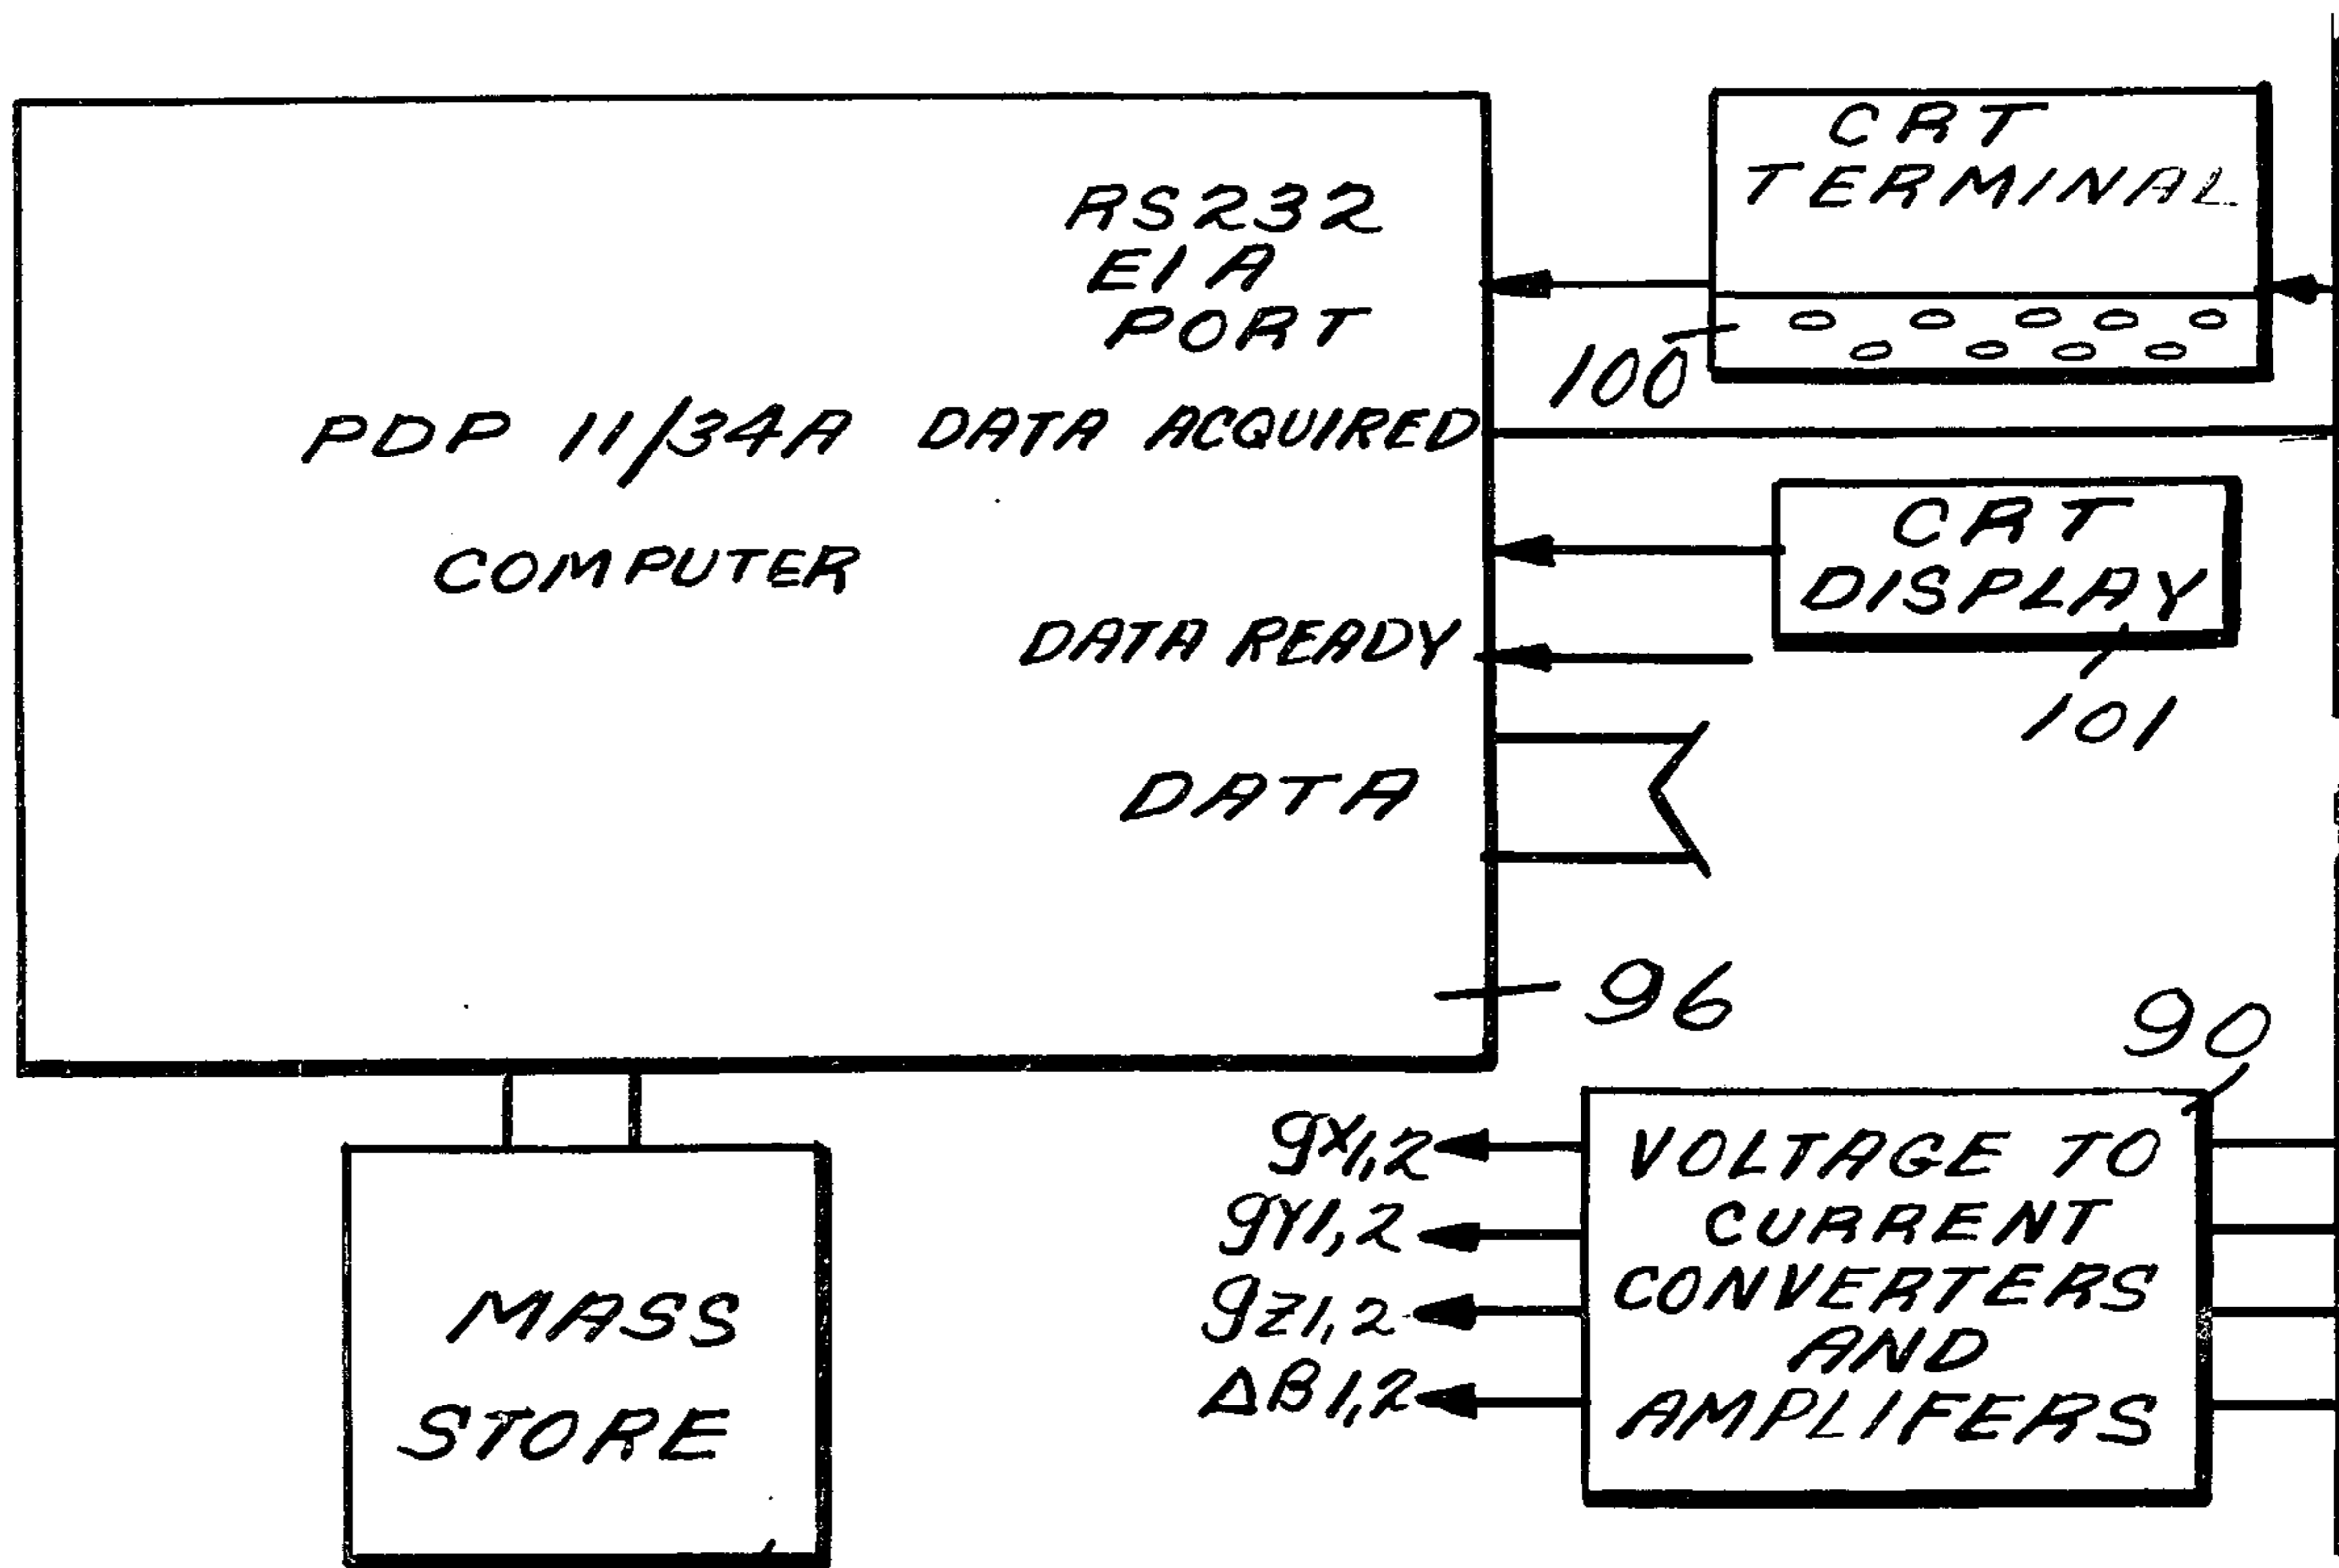 CRT
TERMINAL
RS232
EIA
PORT
100
PDP 11/34A DATA ACQUIRED
CRT
DISPLAY
COMPUTER
DATA READY
101
DATA
96
90
gX1,2
gY1,2
gZ1,2
ΔB1,2
VOLTAGE TO
CURRENT
CONVERTERS
AND
AMPLIFERS
MASS
STORE